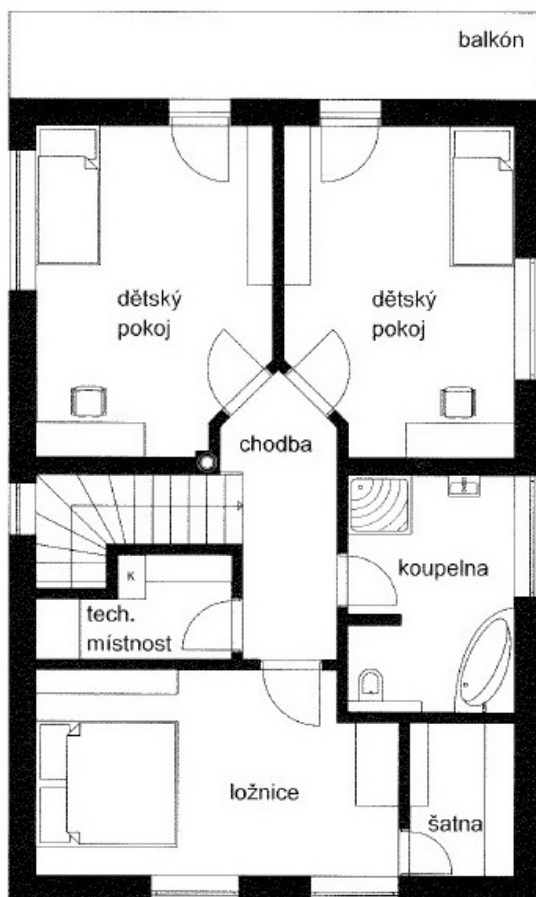 balkón
dětský
pokoj
dětský
pokoj
chodba
koupelna
K
tech.
místnost
ložnice
šatna